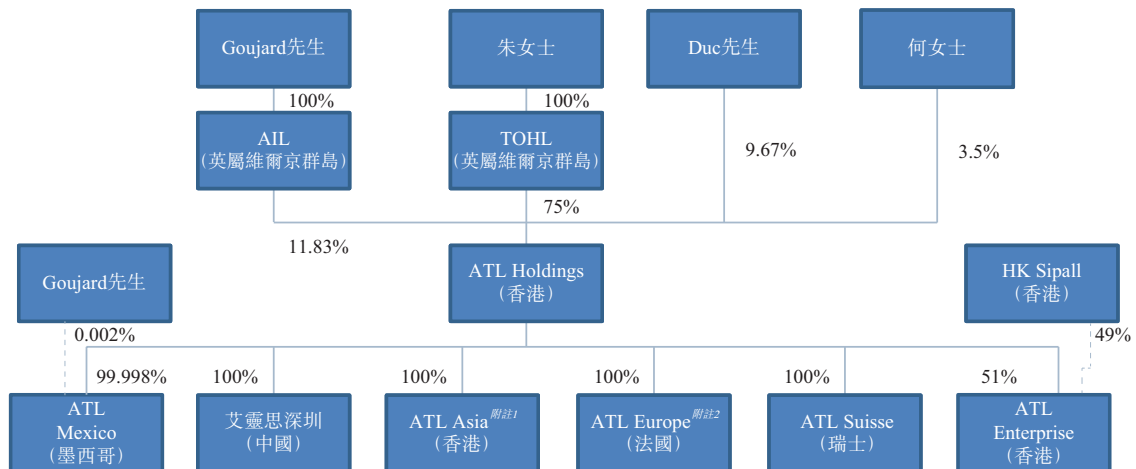 Goujard先生
朱女士
Duc先生
何女士
100%
100%
AIL
(英屬維爾京群島)
TOHL
(英屬維爾京群島)
9.67%
3.5%
75%
11.83%
Goujard先生
ATL Holdings
(香港)
HK Sipall
(香港)
0.002%
49%
99.998%
100%
100%
100%
100%
51%
ATL
Mexico
(墨西哥)
艾靈思深圳
(中國)
ATL Asia附註1
(香港)
ATL Europe附註2
(法國)
ATL Suisse
(瑞士)
ATL
Enterprise
(香港)